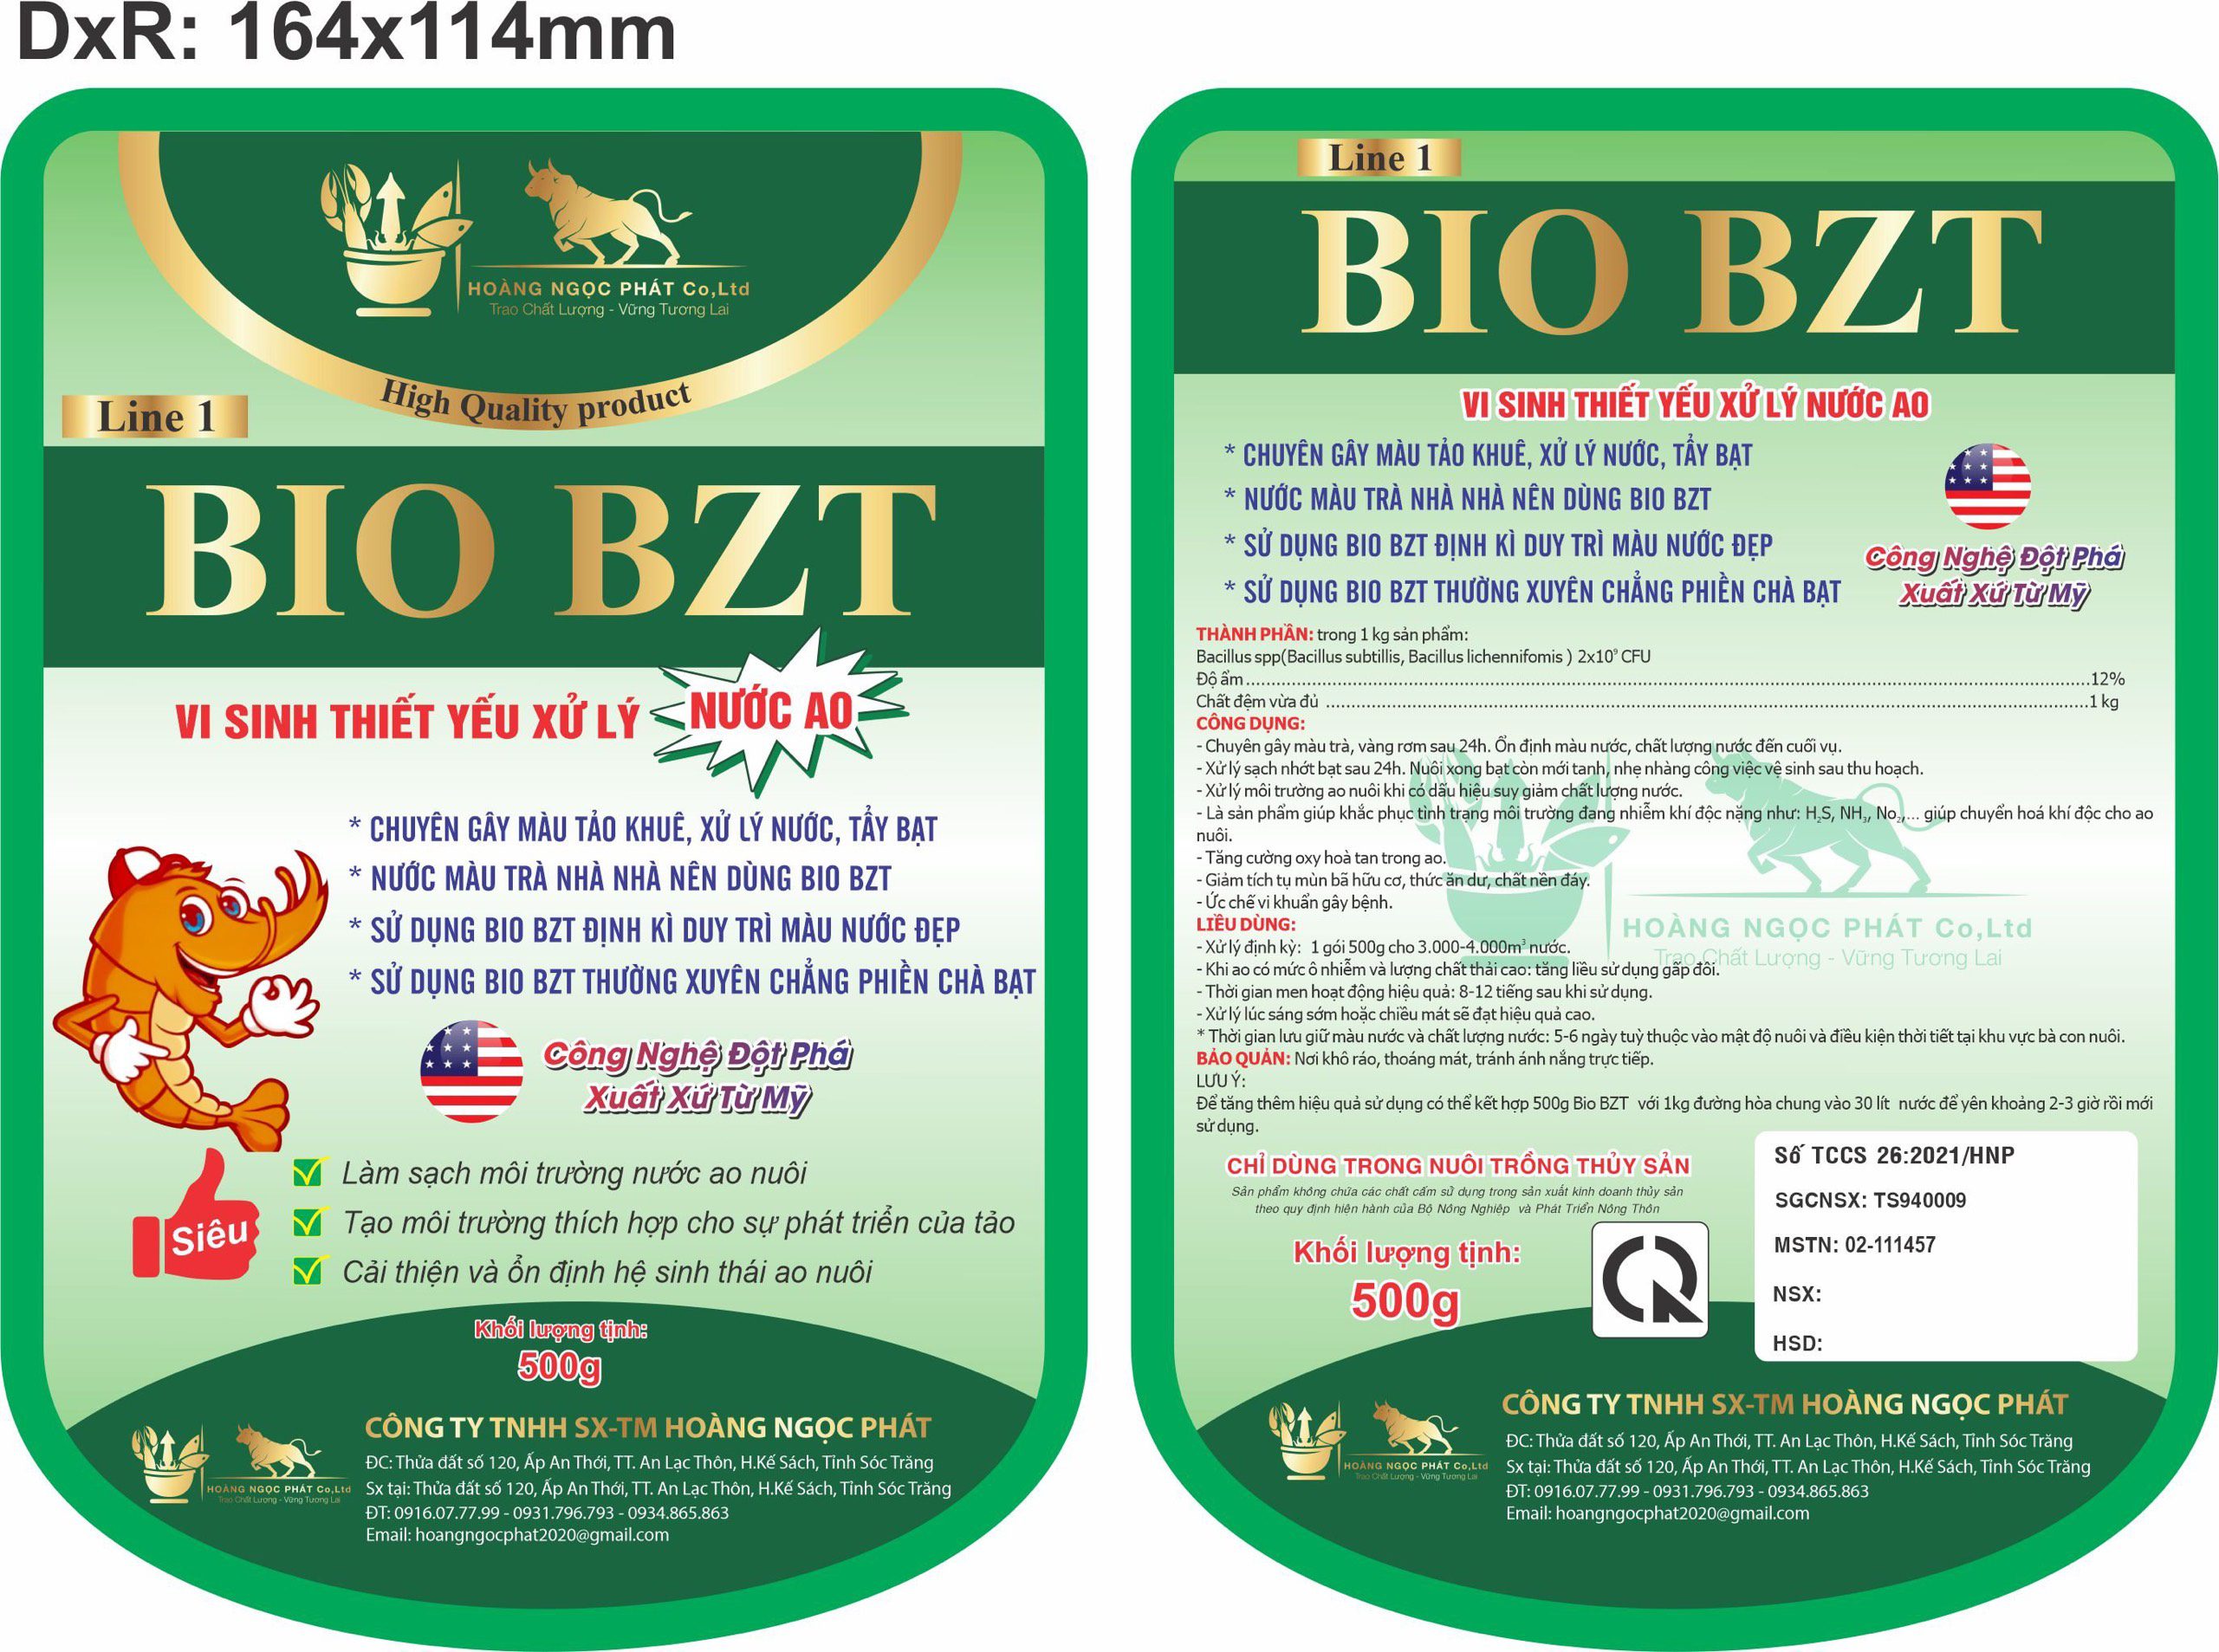 DxR: 164x114mm
HOÀNG NGỌC PHÁT Co,Ltd
Trao Chất Lượng - Vững Tương Lai
High Quality product
Line 1
BIO BZT
VI SINH THIẾT YẾU XỬ LÝ NƯỚC AO
* CHUYÊN GÂY MÀU TẢO KHUÊ, XỬ LÝ NƯỚC, TẨY BẠT
* NƯỚC MÀU TRÀ NHÀ NHÀ NÊN DÙNG BIO BZT
* SỬ DỤNG BIO BZT ĐỊNH KÌ DUY TRÌ MÀU NƯỚC ĐẸP
* SỬ DỤNG BIO BZT THƯỜNG XUYÊN CHẲNG PHIỀN CHÀ BẠT
Công Nghệ Đột Phá
Xuất Xứ Từ Mỹ
Siêu
Làm sạch môi trường nước ao nuôi
Tạo môi trường thích hợp cho sự phát triển của tảo
Cải thiện và ổn định hệ sinh thái ao nuôi
Khối lượng tịnh:
500g
HOÀNG NGỌC PHÁT Co,Ltd
Trao Chất Lượng - Vững Tương Lai
CÔNG TY TNHH SX-TM HOÀNG NGỌC PHÁT
ĐC: Thửa đất số 120, Ấp An Thới, TT. An Lạc Thôn, H.Kế Sách, Tỉnh Sóc Trăng
Sx tại: Thửa đất số 120, Ấp An Thới, TT. An Lạc Thôn, H.Kế Sách, Tỉnh Sóc Trăng
ĐT: 0916.07.77.99 - 0931.796.793 - 0934.865.863
Email: hoangngocphat2020@gmail.com
Line 1
BIO BZT
VI SINH THIẾT YẾU XỬ LÝ NƯỚC AO
* CHUYÊN GÂY MÀU TẢO KHUÊ, XỬ LÝ NƯỚC, TẨY BẠT
* NƯỚC MÀU TRÀ NHÀ NHÀ NÊN DÙNG BIO BZT
* SỬ DỤNG BIO BZT ĐỊNH KÌ DUY TRÌ MÀU NƯỚC ĐẸP
* SỬ DỤNG BIO BZT THƯỜNG XUYÊN CHẲNG PHIỀN CHÀ BẠT
Công Nghệ Đột Phá
Xuất Xứ Từ Mỹ
THÀNH PHẦN: trong 1 kg sản phẩm:
Bacillus spp(Bacillus subtillis, Bacillus lichennifomis ) 2x10⁹ CFU
Độ ẩm....................12%
Chất đệm vừa đủ ....................1 kg
CÔNG DỤNG:
- Chuyên gây màu trà, vàng rơm sau 24h. Ổn định màu nước, chất lượng nước đến cuối vụ.
- Xử lý sạch nhớt bạt sau 24h. Nuôi xong bạt còn mới tanh, nhẹ nhàng công việc vệ sinh sau thu hoạch.
- Xử lý môi trường ao nuôi khi có dấu hiệu suy giảm chất lượng nước.
- Là sản phẩm giúp khắc phục tình trạng môi trường đang nhiễm khí độc nặng như: H₂S, NH₃, No₂,... giúp chuyển hoá khí độc cho ao
nuôi.
- Tăng cường oxy hoà tan trong ao.
- Giảm tích tụ mùn bã hữu cơ, thức ăn dư, chất nền đáy.
- Ức chế vi khuẩn gây bệnh.
LIỀU DÙNG:
- Xử lý định kỳ: 1 gói 500g cho 3.000-4.000m³ nước.
- Khi ao có mức ô nhiễm và lượng chất thải cao: tăng liều sử dụng gấp đôi.
- Thời gian men hoạt động hiệu quả: 8-12 tiếng sau khi sử dụng.
- Xử lý lúc sáng sớm hoặc chiều mát sẽ đạt hiệu quả cao.
* Thời gian lưu giữ màu nước và chất lượng nước: 5-6 ngày tuỳ thuộc vào mật độ nuôi và điều kiện thời tiết tại khu vực bà con nuôi.
BẢO QUẢN: Nơi khô ráo, thoáng mát, tránh ánh nắng trực tiếp.
LƯU Ý:
Để tăng thêm hiệu quả sử dụng có thể kết hợp 500g Bio BZT với 1kg đường hòa chung vào 30 lít nước để yên khoảng 2-3 giờ rồi mới
sử dụng.
HOÀNG NGỌC PHÁT Co,Ltd
Trao Chất Lượng - Vững Tương Lai
CHỈ DÙNG TRONG NUÔI TRỒNG THỦY SẢN
Sản phẩm không chứa các chất cấm sử dụng trong sản xuất kinh doanh thủy sản
theo quy định hiện hành của Bộ Nông Nghiệp và Phát Triển Nông Thôn
Khối lượng tịnh:
500g
Số TCCS 26:2021/HNP
SGCNSX: TS940009
MSTN: 02-111457
NSX:
HSD:
HOÀNG NGỌC PHÁT Co,Ltd
Trao Chất Lượng - Vững Tương Lai
CÔNG TY TNHH SX-TM HOÀNG NGỌC PHÁT
ĐC: Thửa đất số 120, Ấp An Thới, TT. An Lạc Thôn, H.Kế Sách, Tỉnh Sóc Trăng
Sx tại: Thửa đất số 120, Ấp An Thới, TT. An Lạc Thôn, H.Kế Sách, Tỉnh Sóc Trăng
ĐT: 0916.07.77.99 - 0931.796.793 - 0934.865.863
Email: hoangngocphat2020@gmail.com